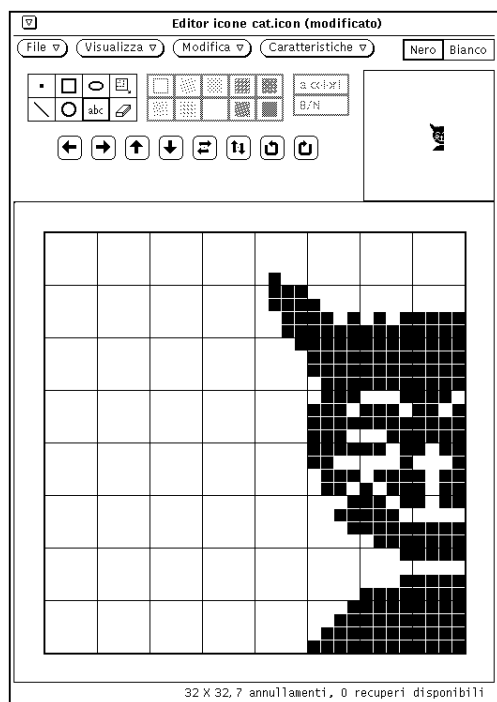 Editor icone cat.icon (modificato)
File Visualizza Modifica Caratteristiche Nero Bianco
abc
B/N
32 X 32, 7 annullamenti, 0 recuperi disponibili